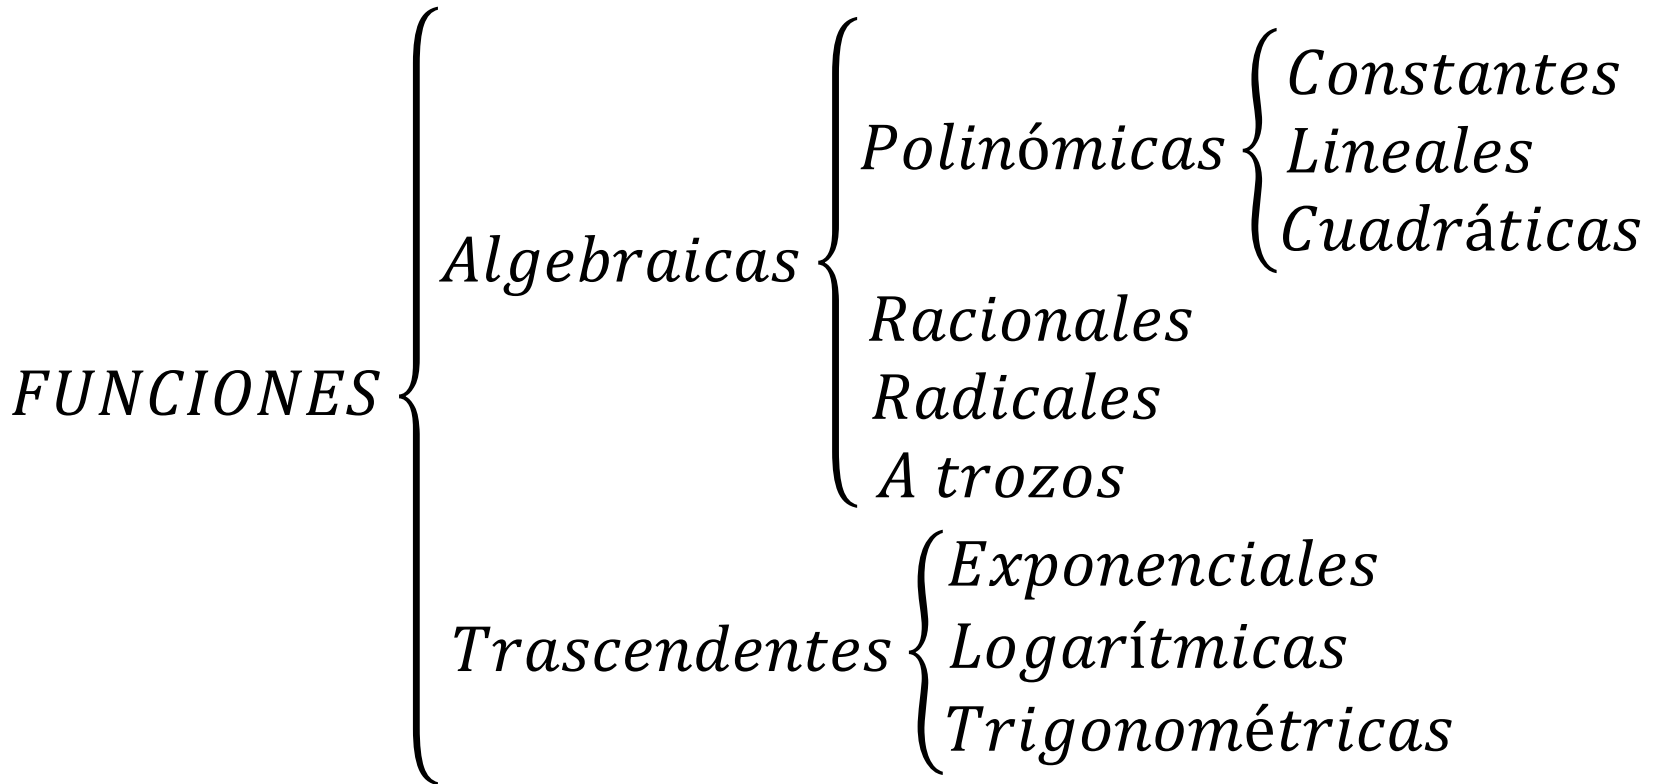 FUNCIONES
Algebraicas
Polinómicas
Constantes
Lineales
Cuadráticas
Racionales
Radicales
A trozos
Trascendentes
Exponenciales
Logarítmicas
Trigonométricas